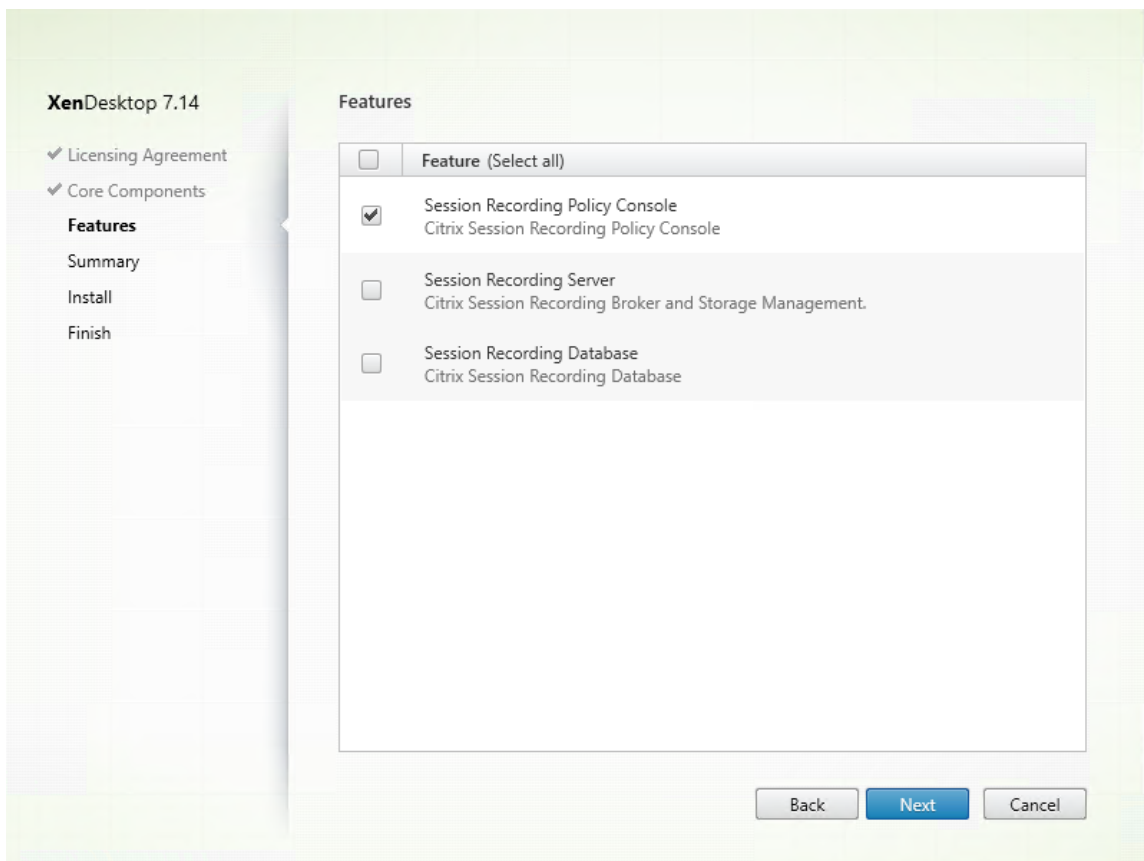 XenDesktop 7.14
Licensing Agreement
Core Components
Features
Summary
Install
Finish
Features
Feature (Select all)
Session Recording Policy Console
Citrix Session Recording Policy Console
Session Recording Server
Citrix Session Recording Broker and Storage Management.
Session Recording Database
Citrix Session Recording Database
Back Next Cancel